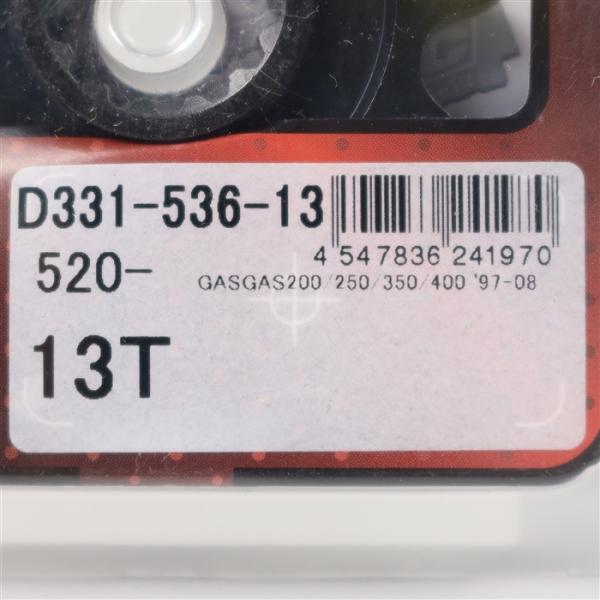 D331-536-13
4 547836 241970
520-
GASGAS200/250/350/400 '97-08
13T